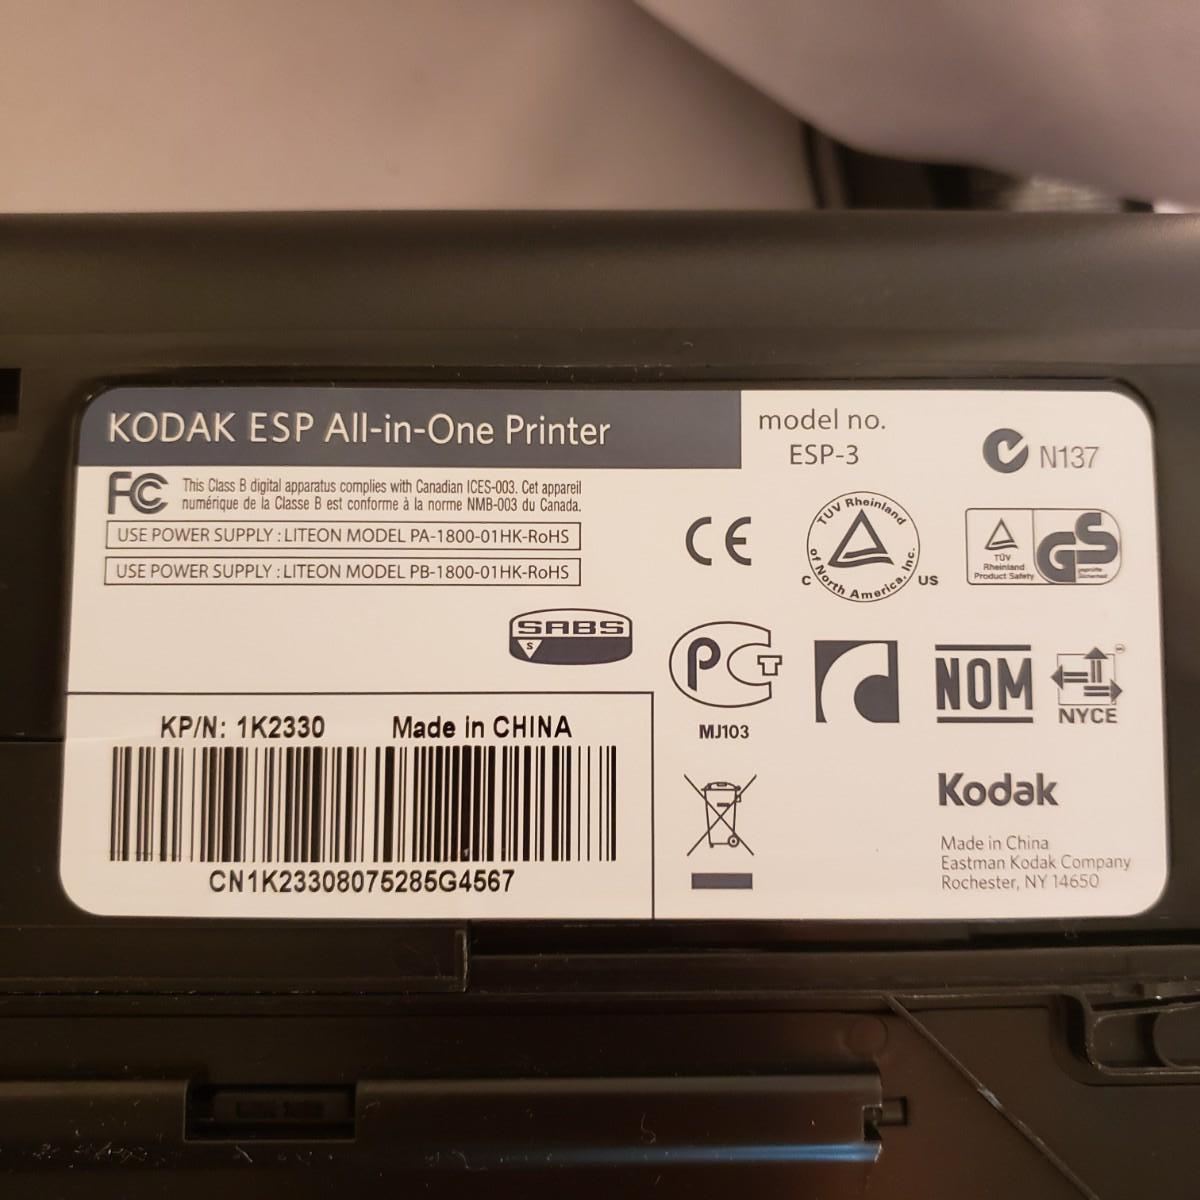 KODAK ESP All-in-One Printer
model no.
ESP-3
N137
FC
This Class B digital apparatus complies with Canadian ICES-003. Cet appareil
numérique de la Classe B est conforme à la norme NMB-003 du Canada.
USE POWER SUPPLY : LITEON MODEL PA-1800-01HK-RoHS
USE POWER SUPPLY : LITEON MODEL PB-1800-01HK-RoHS
CE
TUV Rheinland
of North America, Inc.
C US
TÜV
Rheinland
Product Safety
GS
geprüfte
Sicherheit
SABS
S
PCT
MJ103
NOM
NYCE
KP/N: 1K2330 Made in CHINA
CN1K23308075285G4567
Kodak
Made in China
Eastman Kodak Company
Rochester, NY 14650